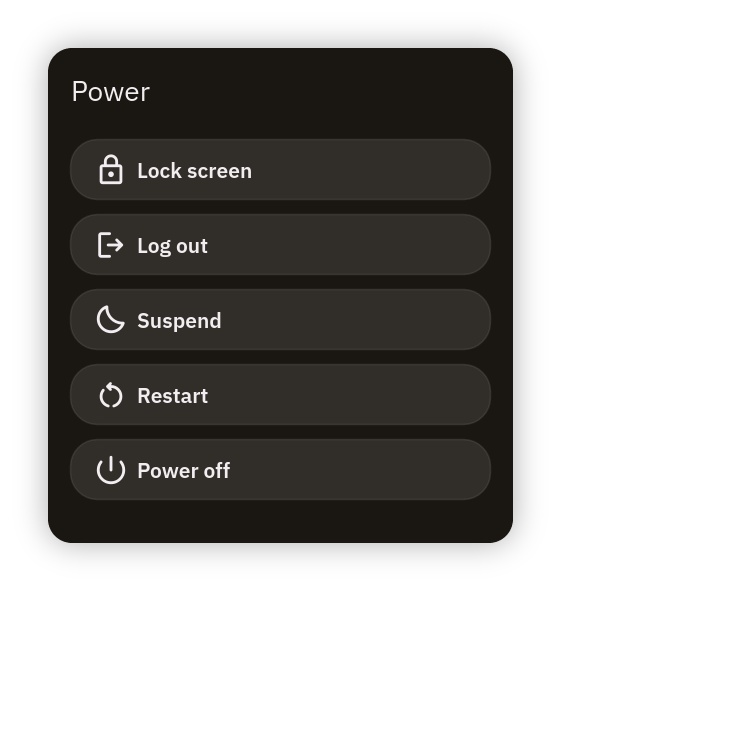 Power
Lock screen
Log out
Suspend
Restart
Power off